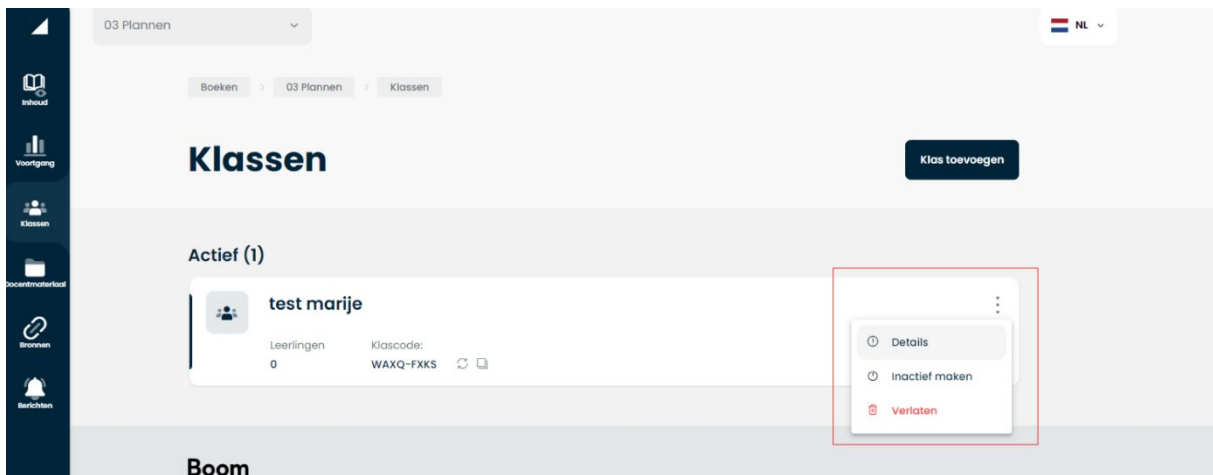 03 Plannen
NL
Inhoud
Boeken > 03 Plannen > Klassen
Voortgang
Klassen
Klas toevoegen
Klassen
Actief (1)
Docentmateriaal
test marije
Leerlingen
Klascode:
0
WAXQ-FXKS
Details
Inactief maken
Verlaten
Bronnen
Berichten
Boom